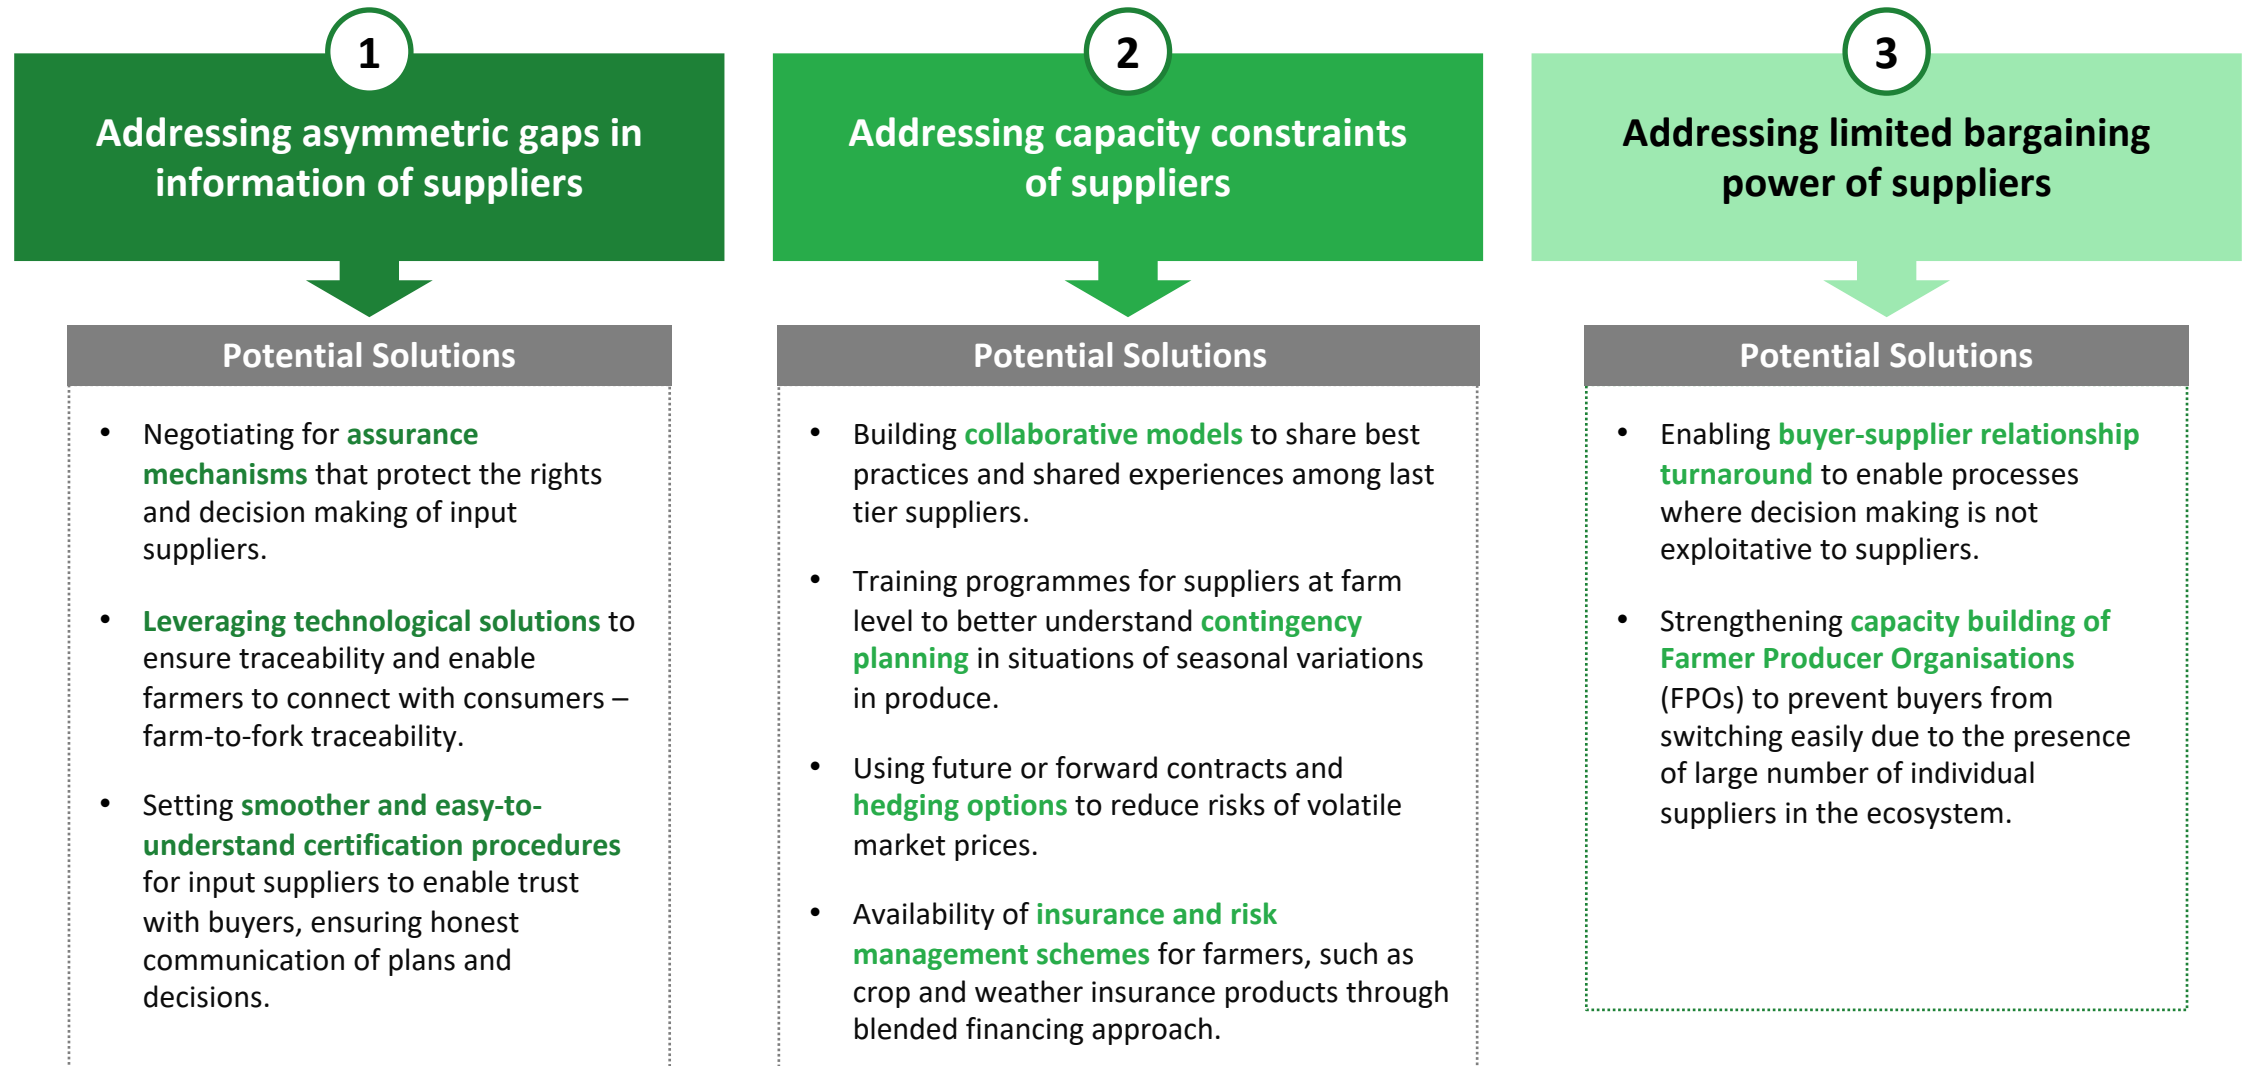 1
Addressing asymmetric gaps in
information of suppliers
Potential Solutions
• Negotiating for assurance
mechanisms that protect the rights
and decision making of input
suppliers.
• Leveraging technological solutions to
ensure traceability and enable
farmers to connect with consumers –
farm-to-fork traceability.
• Setting smoother and easy-to-
understand certification procedures
for input suppliers to enable trust
with buyers, ensuring honest
communication of plans and
decisions.
2
Addressing capacity constraints
of suppliers
Potential Solutions
• Building collaborative models to share best
practices and shared experiences among last
tier suppliers.
• Training programmes for suppliers at farm
level to better understand contingency
planning in situations of seasonal variations
in produce.
• Using future or forward contracts and
hedging options to reduce risks of volatile
market prices.
• Availability of insurance and risk
management schemes for farmers, such as
crop and weather insurance products through
blended financing approach.
3
Addressing limited bargaining
power of suppliers
Potential Solutions
• Enabling buyer-supplier relationship
turnaround to enable processes
where decision making is not
exploitative to suppliers.
• Strengthening capacity building of
Farmer Producer Organisations
(FPOs) to prevent buyers from
switching easily due to the presence
of large number of individual
suppliers in the ecosystem.